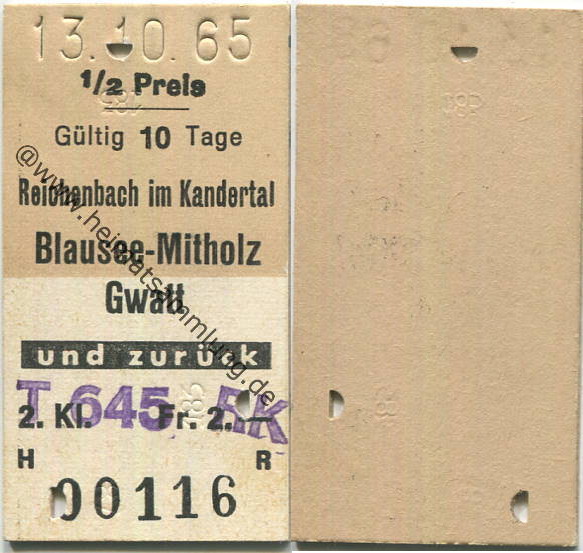 13.10.65
1/2 Preis
Gültig 10 Tage
Reichenbach im Kandertal
Blausee-Mitholz
Gwatt
und zurück
T 645 RK
2. Kl. Fr. 2.—
H R
00116
@www.heimatsammlung.de